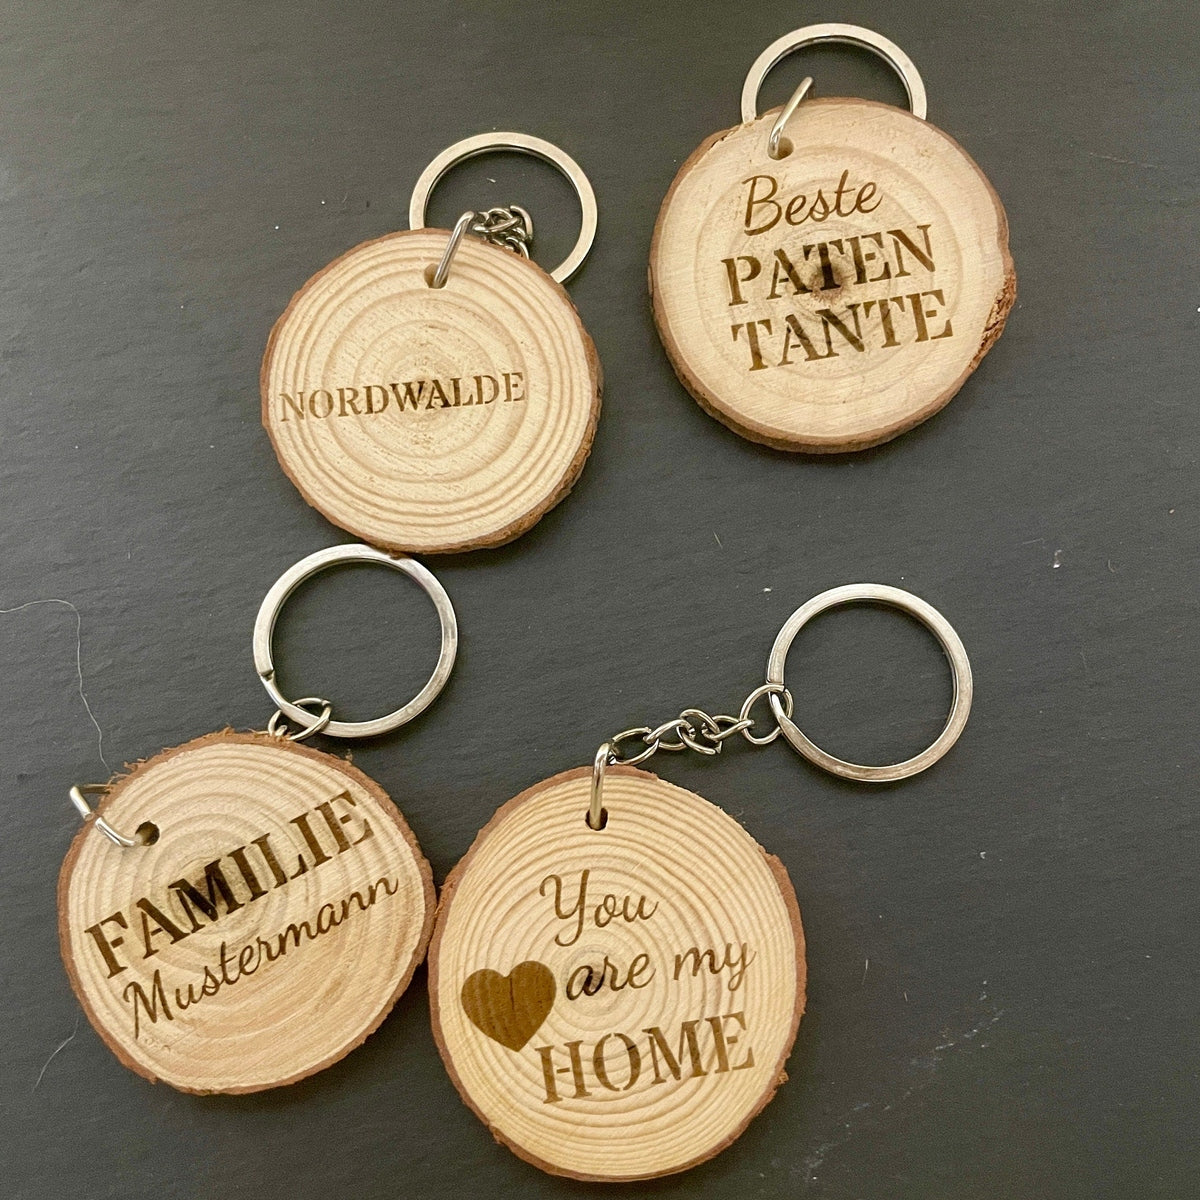 Beste
PATEN
TANTE
NORDWALDE
FAMILIE
Mustermann
You
are my
HOME